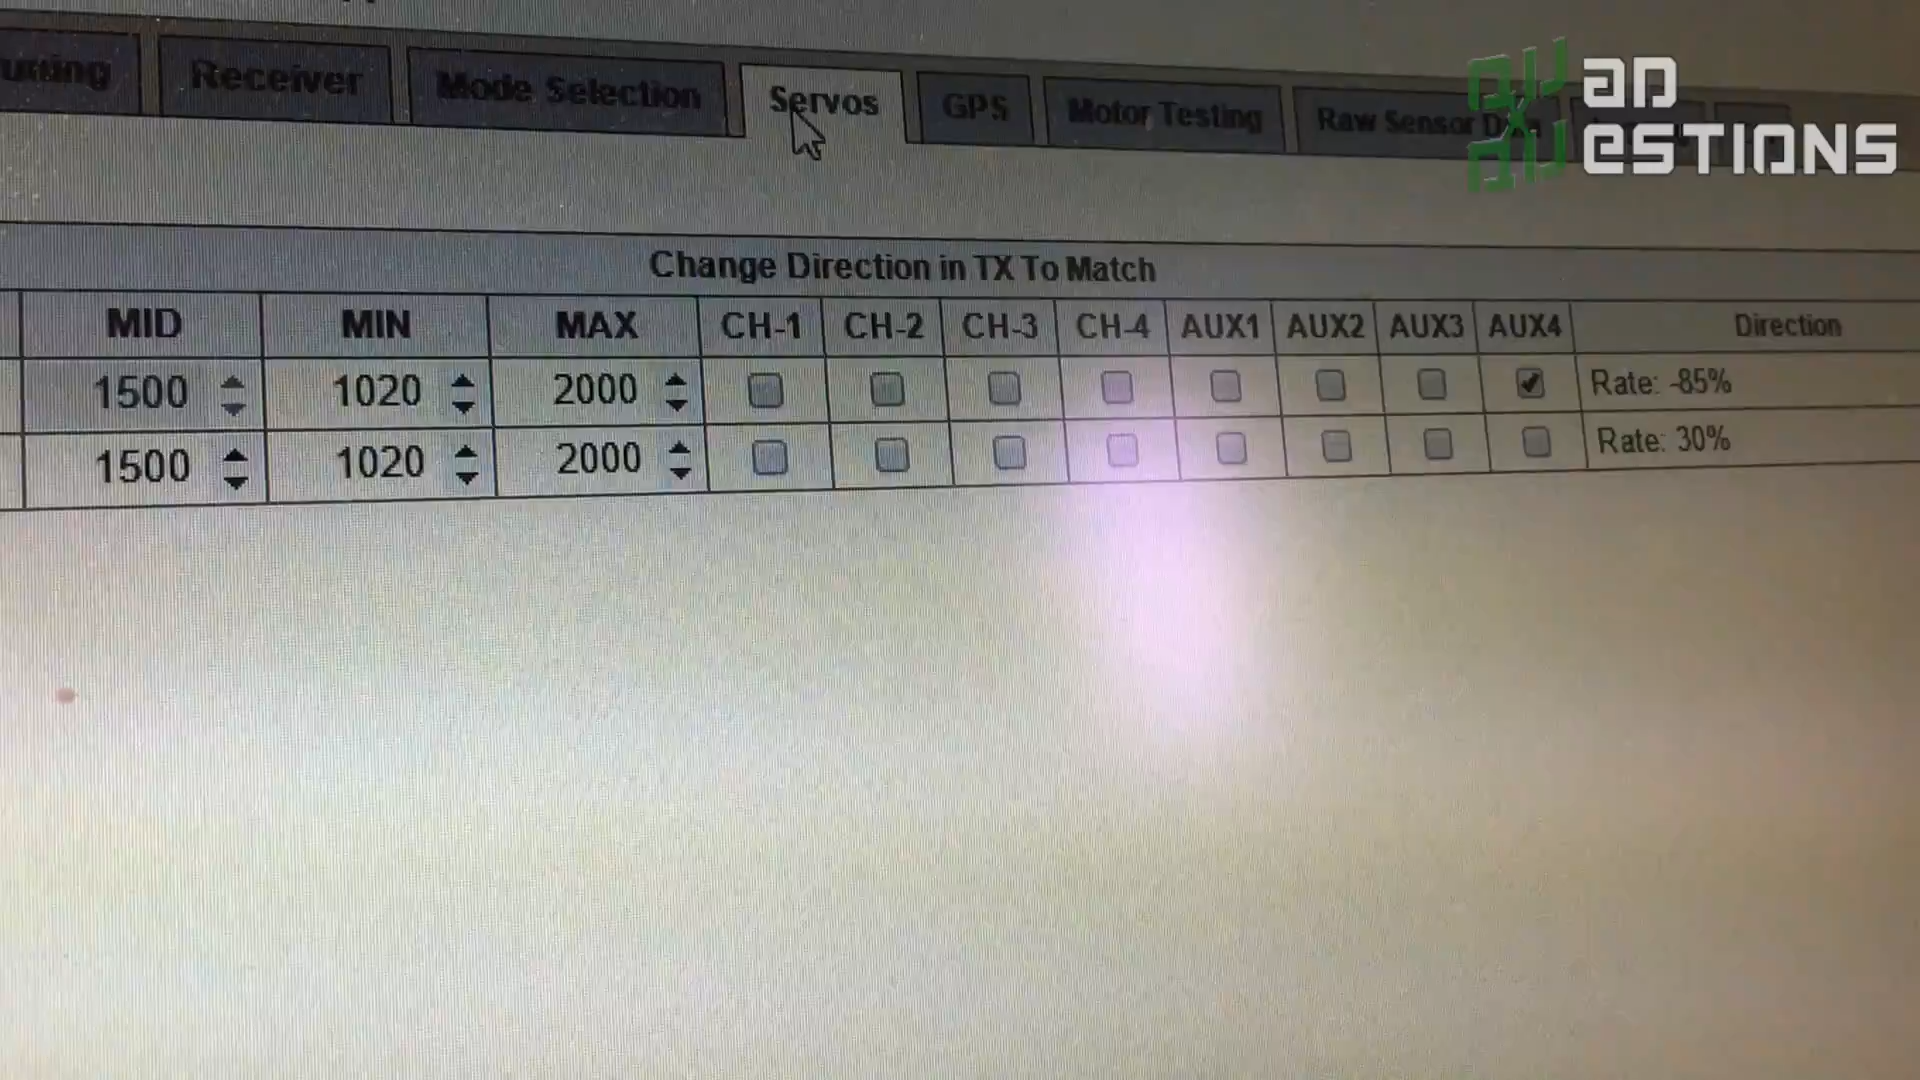 Receiver Mode Selection Servos GPS Motor Testing Raw Sensor
QUAD QUESTIONS
Change Direction in TX To Match
MID MIN MAX CH-1 CH-2 CH-3 CH-4 AUX1 AUX2 AUX3 AUX4 Direction
1500 1020 2000 Rate: -85%
1500 1020 2000 Rate: 30%